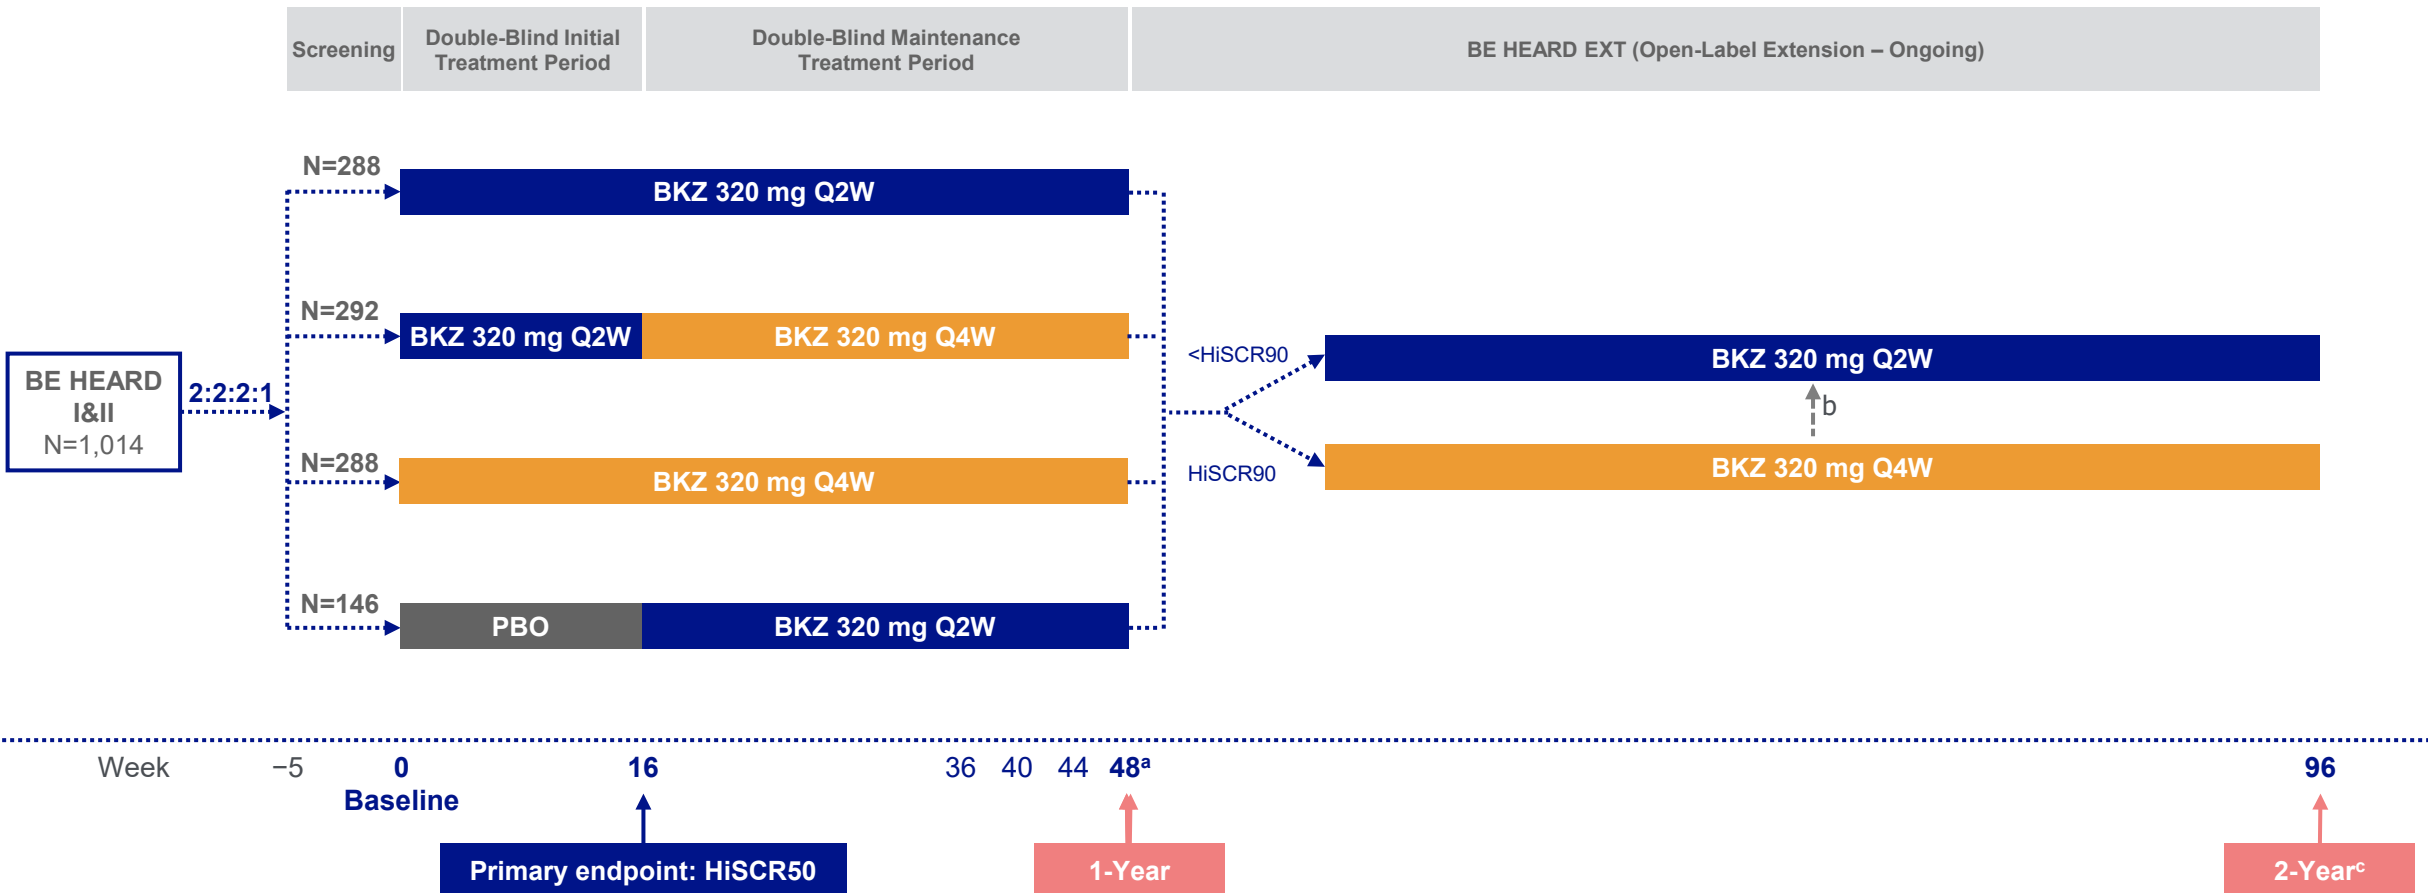 Screening
Double-Blind Initial
Treatment Period
Double-Blind Maintenance
Treatment Period
BE HEARD EXT (Open-Label Extension – Ongoing)
N=288
BKZ 320 mg Q2W
N=292
BKZ 320 mg Q2W
BKZ 320 mg Q4W
BE HEARD
I&II
N=1,014
2:2:2:1
<HiSCR90
BKZ 320 mg Q2W
b
N=288
BKZ 320 mg Q4W
HiSCR90
BKZ 320 mg Q4W
N=146
PBO
BKZ 320 mg Q2W
Week
−5
0
16
36
40
44
48ᵃ
96
Baseline
Primary endpoint: HiSCR50
1-Year
2-Yearᶜ